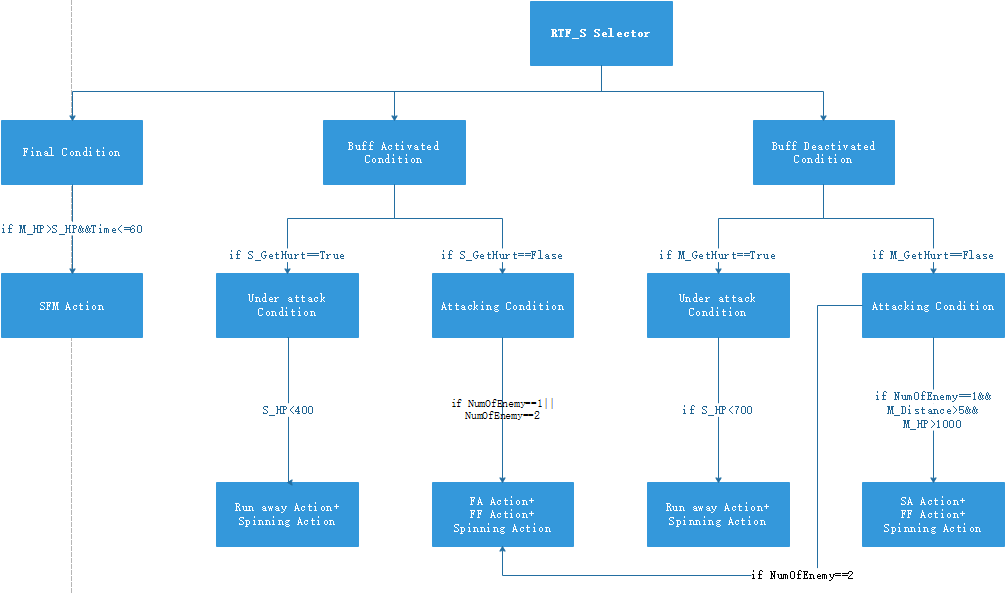 RTF_S Selector
Final Condition
Buff Activated
Condition
Buff Deactivated
Condition
if M_HP>S_HP&&Time<=60
if S_GetHurt==True
if S_GetHurt==Flase
if M_GetHurt==True
if M_GetHurt==Flase
SFM Action
Under attack
Condition
Attacking Condition
Under attack
Condition
Attacking Condition
S_HP<400
if NumOfEnemy==1||
NumOfEnemy==2
if S_HP<700
if NumOfEnemy==1&&
M_Distance>5&&
M_HP>1000
Run away Action+
Spinning Action
FA Action+
FF Action+
Spinning Action
Run away Action+
Spinning Action
SA Action+
FF Action+
Spinning Action
if NumOfEnemy==2